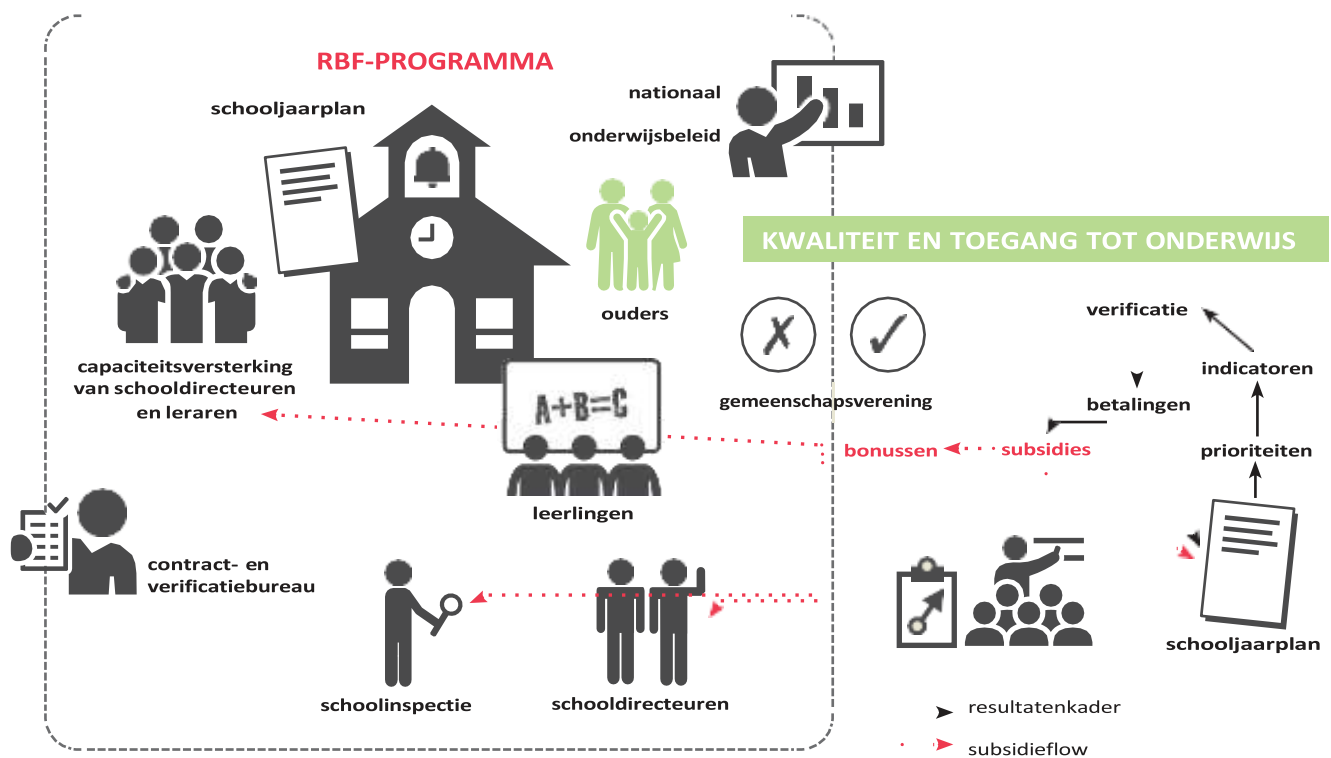 RBF-PROGRAMMA
schooljaarplan
nationaal
onderwijsbeleid
KWALITEIT EN TOEGANG TOT ONDERWIJS
ouders
verificatie
capaciteitsversterking
van schooldirecteuren
en leraren
A+B=C
gemeenschapsverening
indicatoren
betalingen
bonussen
subsidies
prioriteiten
leerlingen
contract- en
verificatiebureau
schooljaarplan
schoolinspectie
schooldirecteuren
resultatenkader
subsidieflow